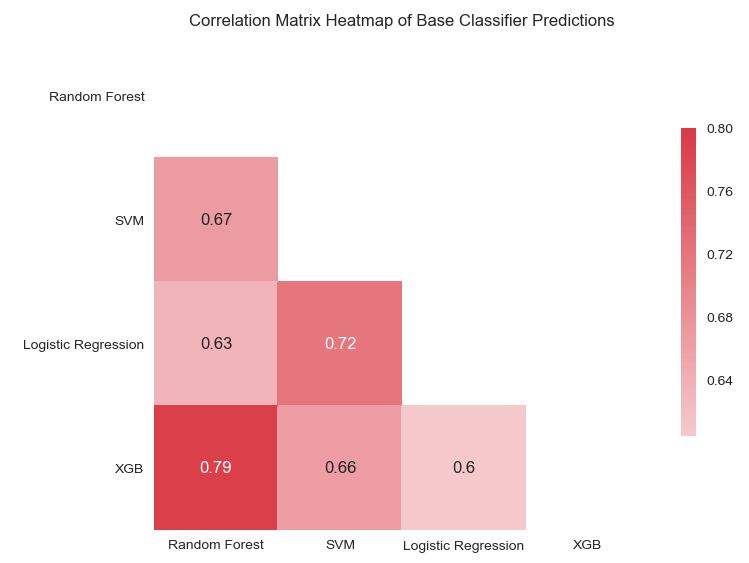 Correlation Matrix Heatmap of Base Classifier Predictions
Random Forest
0.80
0.76
SVM
0.67
0.72
0.68
Logistic Regression
0.63
0.72
0.64
XGB
0.79
0.66
0.6
Random Forest
SVM
Logistic Regression
XGB